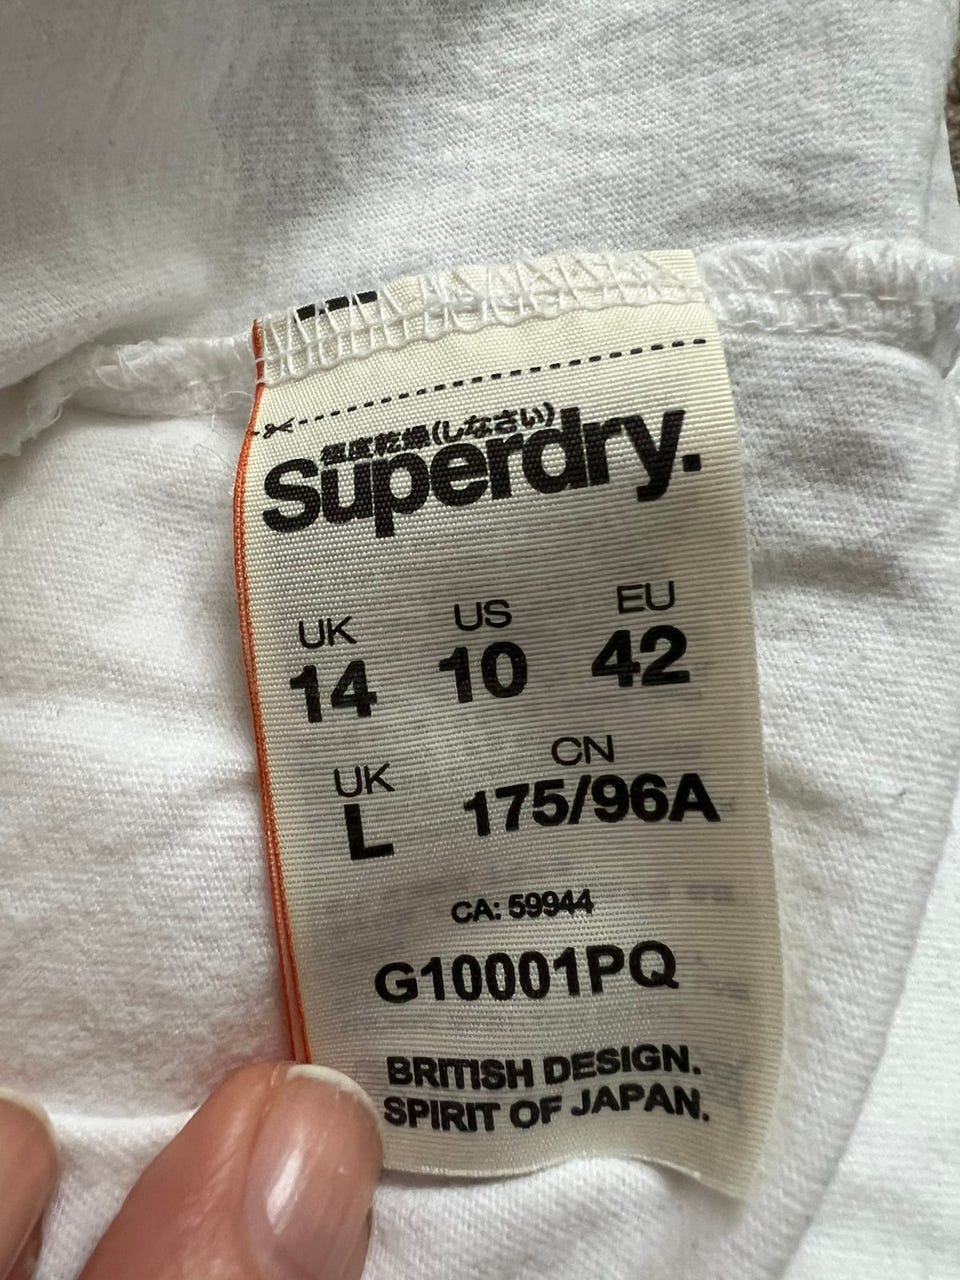 極度乾燥(しなさい)
Superdry.
UK US EU
14 10 42
UK CN
L 175/96A
CA: 59944
G10001PQ
BRITISH DESIGN.
SPIRIT OF JAPAN.